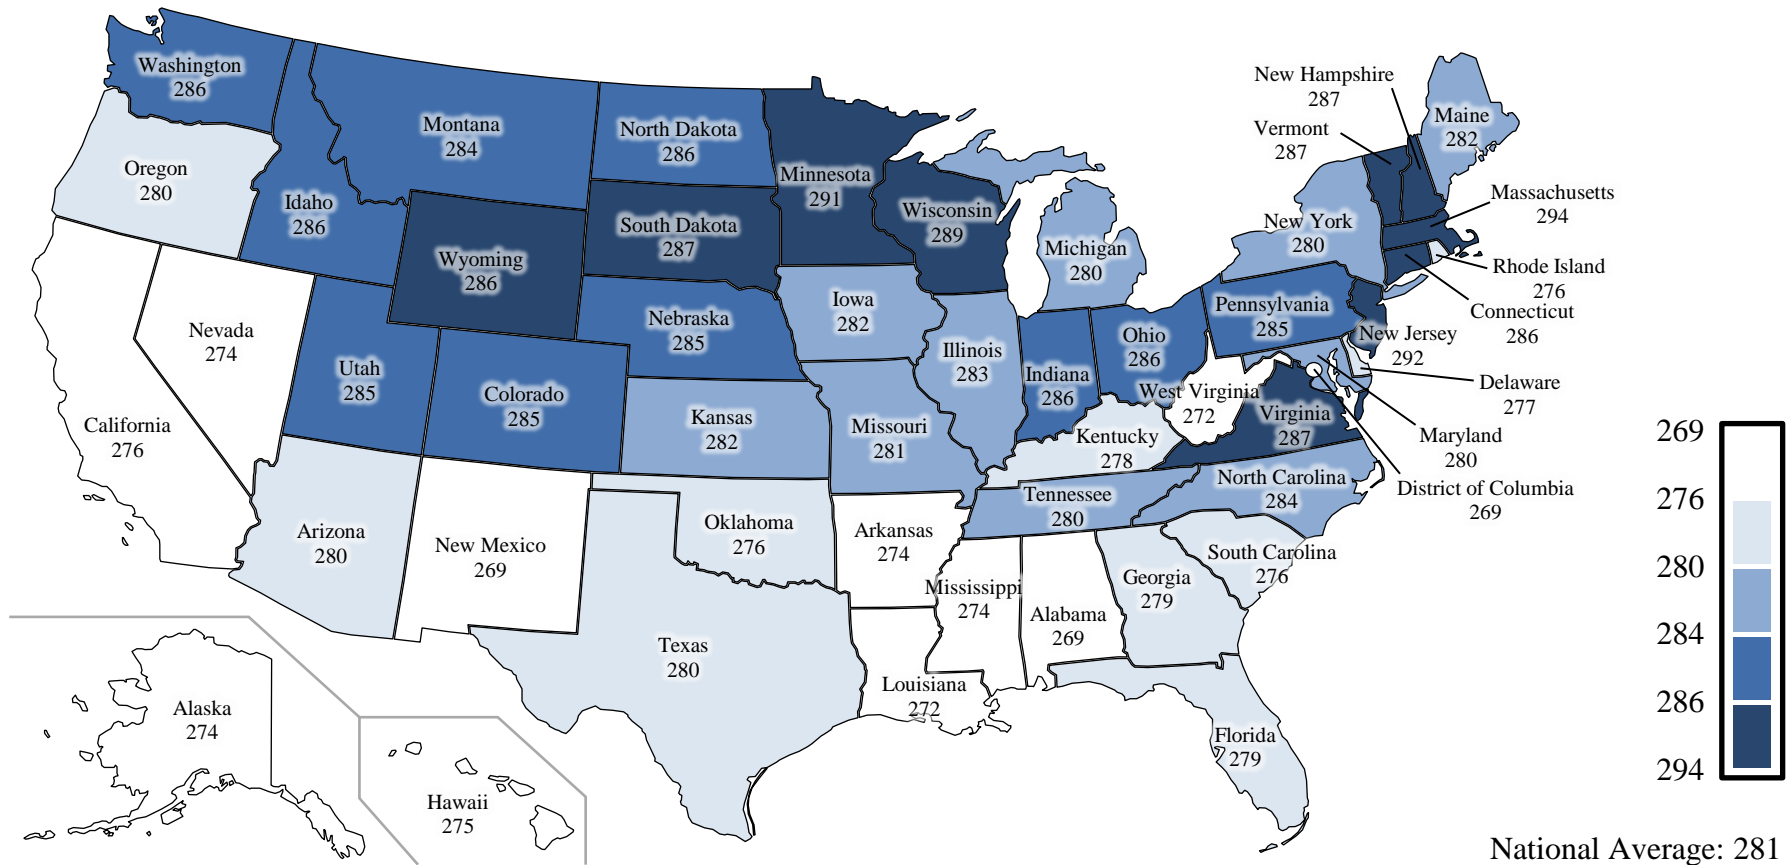 Washington
286
Oregon
280
California
276
Nevada
274
Idaho
286
Montana
284
Wyoming
286
Utah
285
Colorado
285
Arizona
280
New Mexico
269
North Dakota
286
South Dakota
287
Nebraska
285
Kansas
282
Oklahoma
276
Texas
280
Minnesota
291
Iowa
282
Missouri
281
Arkansas
274
Louisiana
272
Wisconsin
289
Illinois
283
Michigan
280
Indiana
286
Ohio
286
Kentucky
278
Tennessee
280
Mississippi
274
Alabama
269
Georgia
279
Florida
279
South Carolina
276
North Carolina
284
Virginia
287
West Virginia
272
Pennsylvania
285
New York
280
New Hampshire
287
Vermont
287
Maine
282
Massachusetts
294
Rhode Island
276
Connecticut
286
New Jersey
292
Delaware
277
Maryland
280
District of Columbia
269
Alaska
274
Hawaii
275
269
276
280
284
286
294
National Average: 281